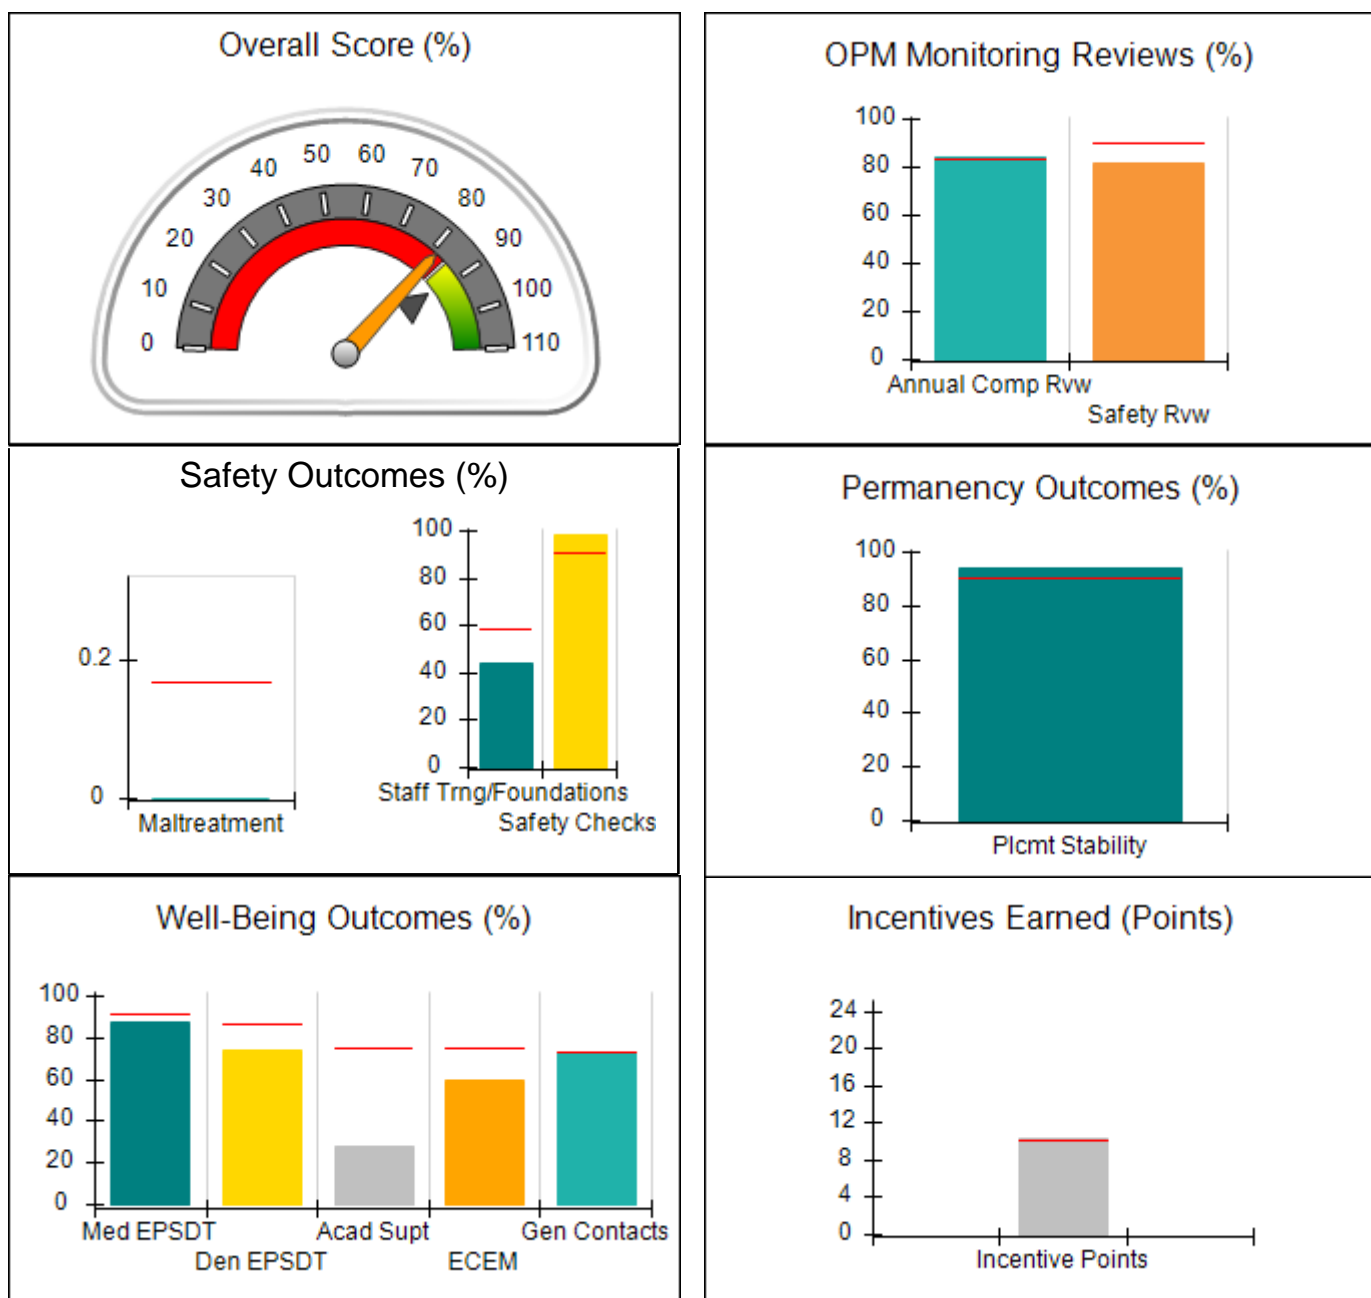 Overall Score (%)
0
10
20
30
40
50
60
70
80
90
100
110
OPM Monitoring Reviews (%)
100
80
60
40
20
0
Annual Comp Rvw
Safety Rvw
Safety Outcomes (%)
0.2
0
Maltreatment
100
80
60
40
20
0
Staff Trng/Foundations
Safety Checks
Permanency Outcomes (%)
100
80
60
40
20
0
Plcmt Stability
Well-Being Outcomes (%)
100
80
60
40
20
0
Med EPSDT
Den EPSDT
Acad Supt
ECEM
Gen Contacts
Incentives Earned (Points)
24
20
16
12
8
4
0
Incentive Points